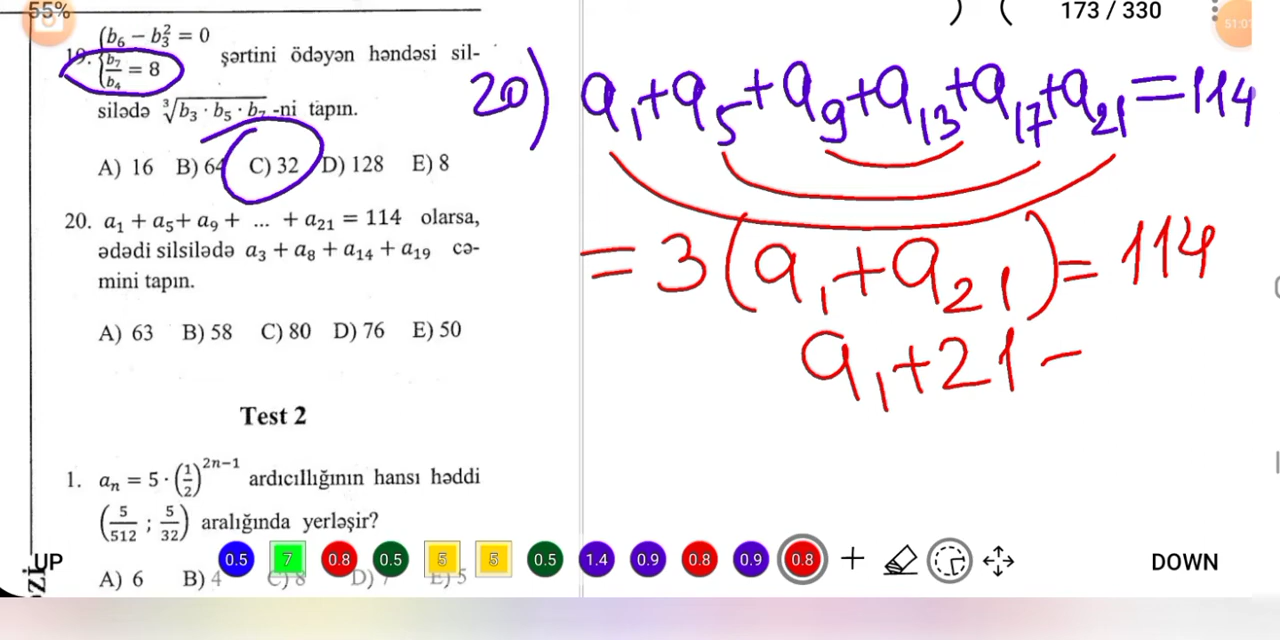 55%
173 / 330
51:0
19. { b₆ − b₃² = 0
b₇/b₄ = 8 şərtini ödəyən həndəsi sil-
silədə ∛(b₃ · b₅ · b₇) -ni tapın.
A) 16 B) 64 C) 32 D) 128 E) 8
20. a₁ + a₅+ a₉ + ... + a₂₁ = 114 olarsa,
ədədi silsilədə a₃ + a₈ + a₁₄ + a₁₉ cə-
mini tapın.
A) 63 B) 58 C) 80 D) 76 E) 50
Test 2
1. aₙ = 5 · (1/2)²ⁿ⁻¹ ardıcıllığının hansı həddi
(5/512 ; 5/32) aralığında yerləşir?
A) 6 B) 4 C) 8 D) 7 E) 5
20) a₁+a₅+a₉+a₁₃+a₁₇+a₂₁=114
= 3(a₁+a₂₁)= 114
a₁+21 –
UP 0.5 7 0.8 0.5 5 5 0.5 1.4 0.9 0.8 0.9 0.8 + DOWN